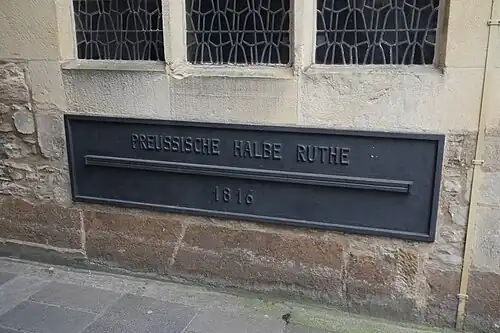 PREUSSISCHE HALBE RUTHE
1816